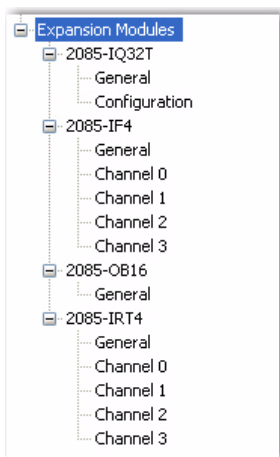 Expansion Modules
2085-IQ32T
General
Configuration
2085-IF4
General
Channel 0
Channel 1
Channel 2
Channel 3
2085-OB16
General
2085-IRT4
General
Channel 0
Channel 1
Channel 2
Channel 3